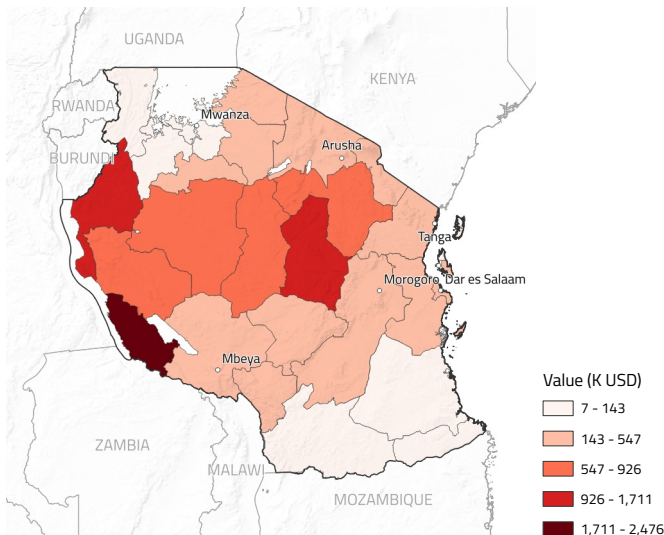 UGANDA
KENYA
RWANDA
Mwanza
Arusha
BURUNDI
Tanga
Morogoro Dar es Salaam
Mbeya
ZAMBIA
MALAWI
MOZAMBIQUE
Value (K USD)
7 - 143
143 - 547
547 - 926
926 - 1,711
1,711 - 2,476